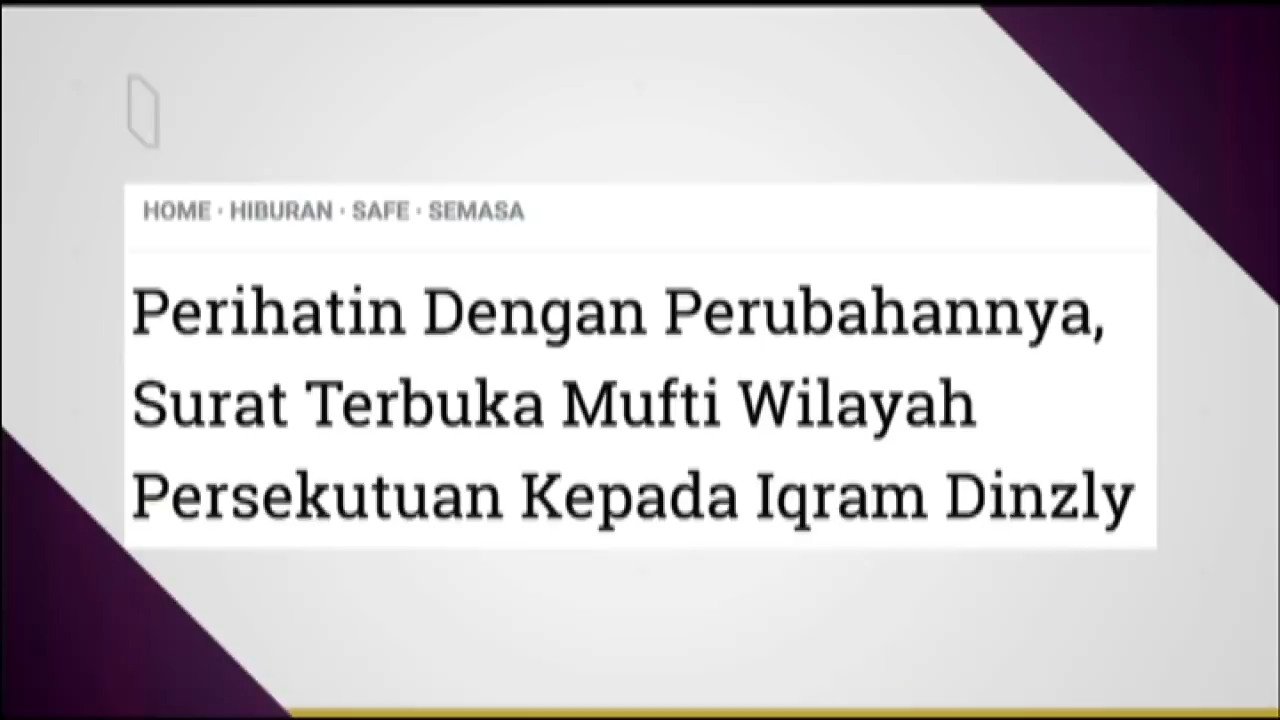 HOME · HIBURAN · SAFE · SEMASA
Perihatin Dengan Perubahannya,
Surat Terbuka Mufti Wilayah
Persekutuan Kepada Iqram Dinzly